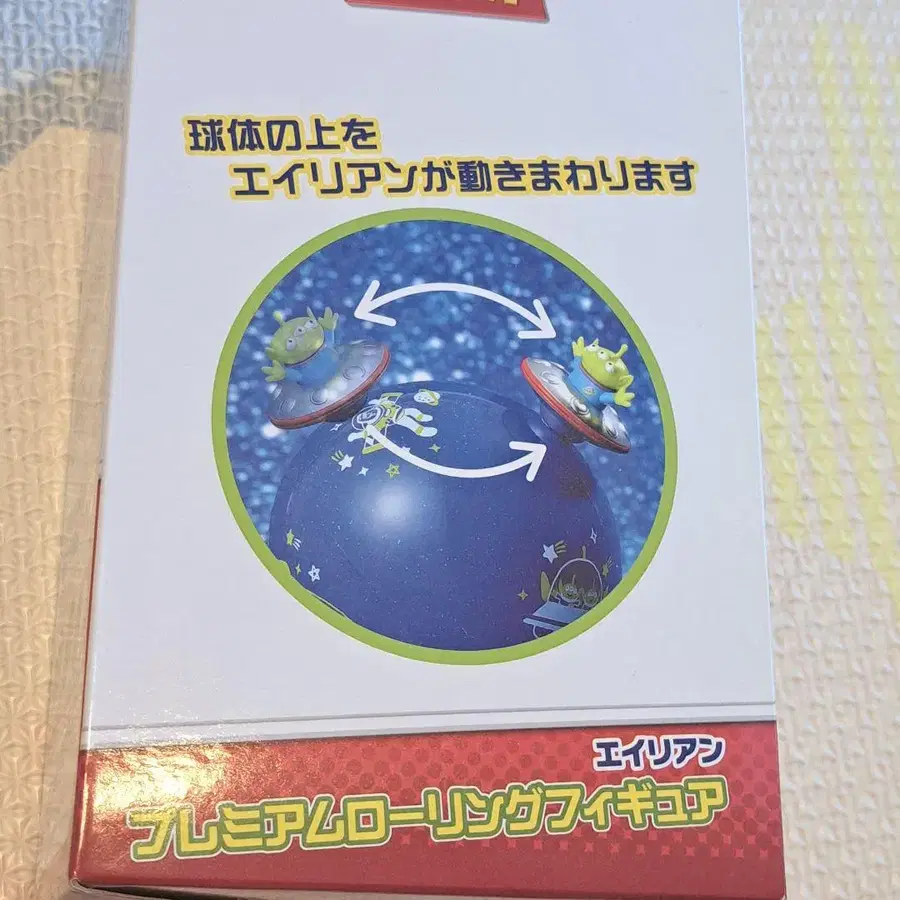 球体の上を
エイリアンが動きまわります
エイリアン
プレミアムローリングフィギュア